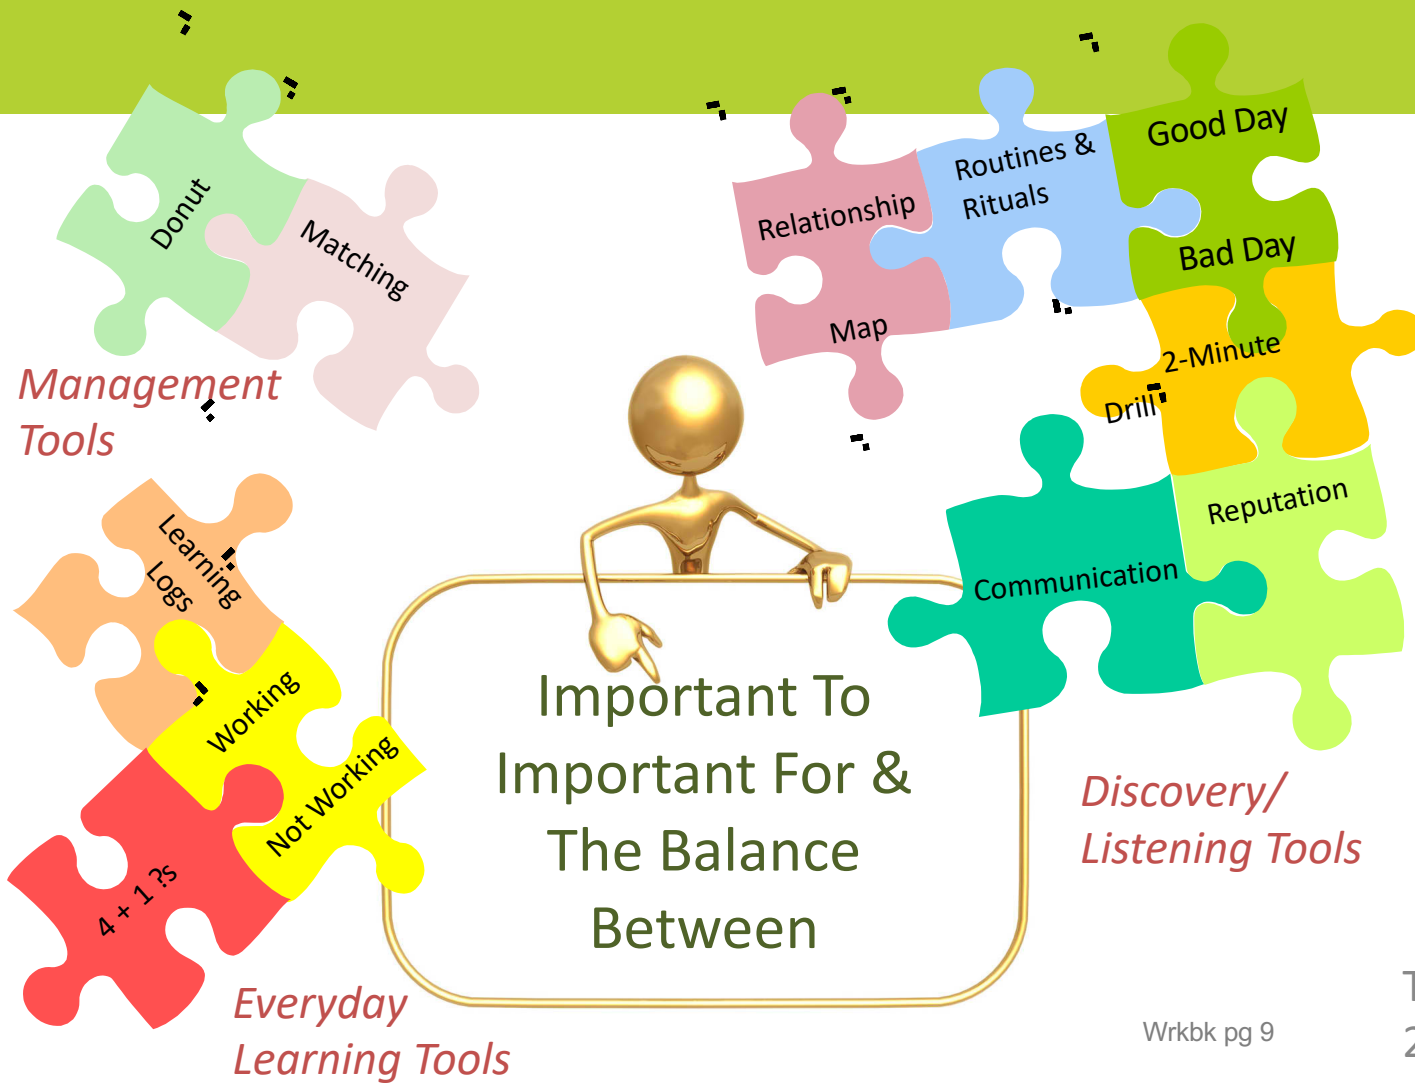 Donut
Matching
Management
Tools
Relationship
Map
Routines &
Rituals
Good Day
Bad Day
2-Minute
Drill
Reputation
Communication
Discovery/
Listening Tools
Learning
Logs
Working
Not Working
4 + 1 ?s
Everyday
Learning Tools
Important To
Important For &
The Balance
Between
Wrkbk pg 9
T
2